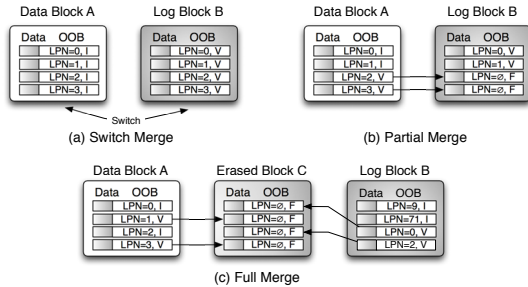 Data Block A
Log Block B
Data OOB
LPN=0, I
LPN=1, I
LPN=2, I
LPN=3, I
Data OOB
LPN=0, V
LPN=1, V
LPN=2, V
LPN=3, V
Switch
(a) Switch Merge
Data Block A
Log Block B
Data OOB
LPN=0, I
LPN=1, I
LPN=2, V
LPN=3, V
Data OOB
LPN=0, V
LPN=1, V
LPN=∅, F
LPN=∅, F
(b) Partial Merge
Data Block A
Erased Block C
Log Block B
Data OOB
LPN=0, I
LPN=1, V
LPN=2, I
LPN=3, V
Data OOB
LPN=∅, F
LPN=∅, F
LPN=∅, F
LPN=∅, F
Data OOB
LPN=9, I
LPN=71, I
LPN=0, V
LPN=2, V
(c) Full Merge